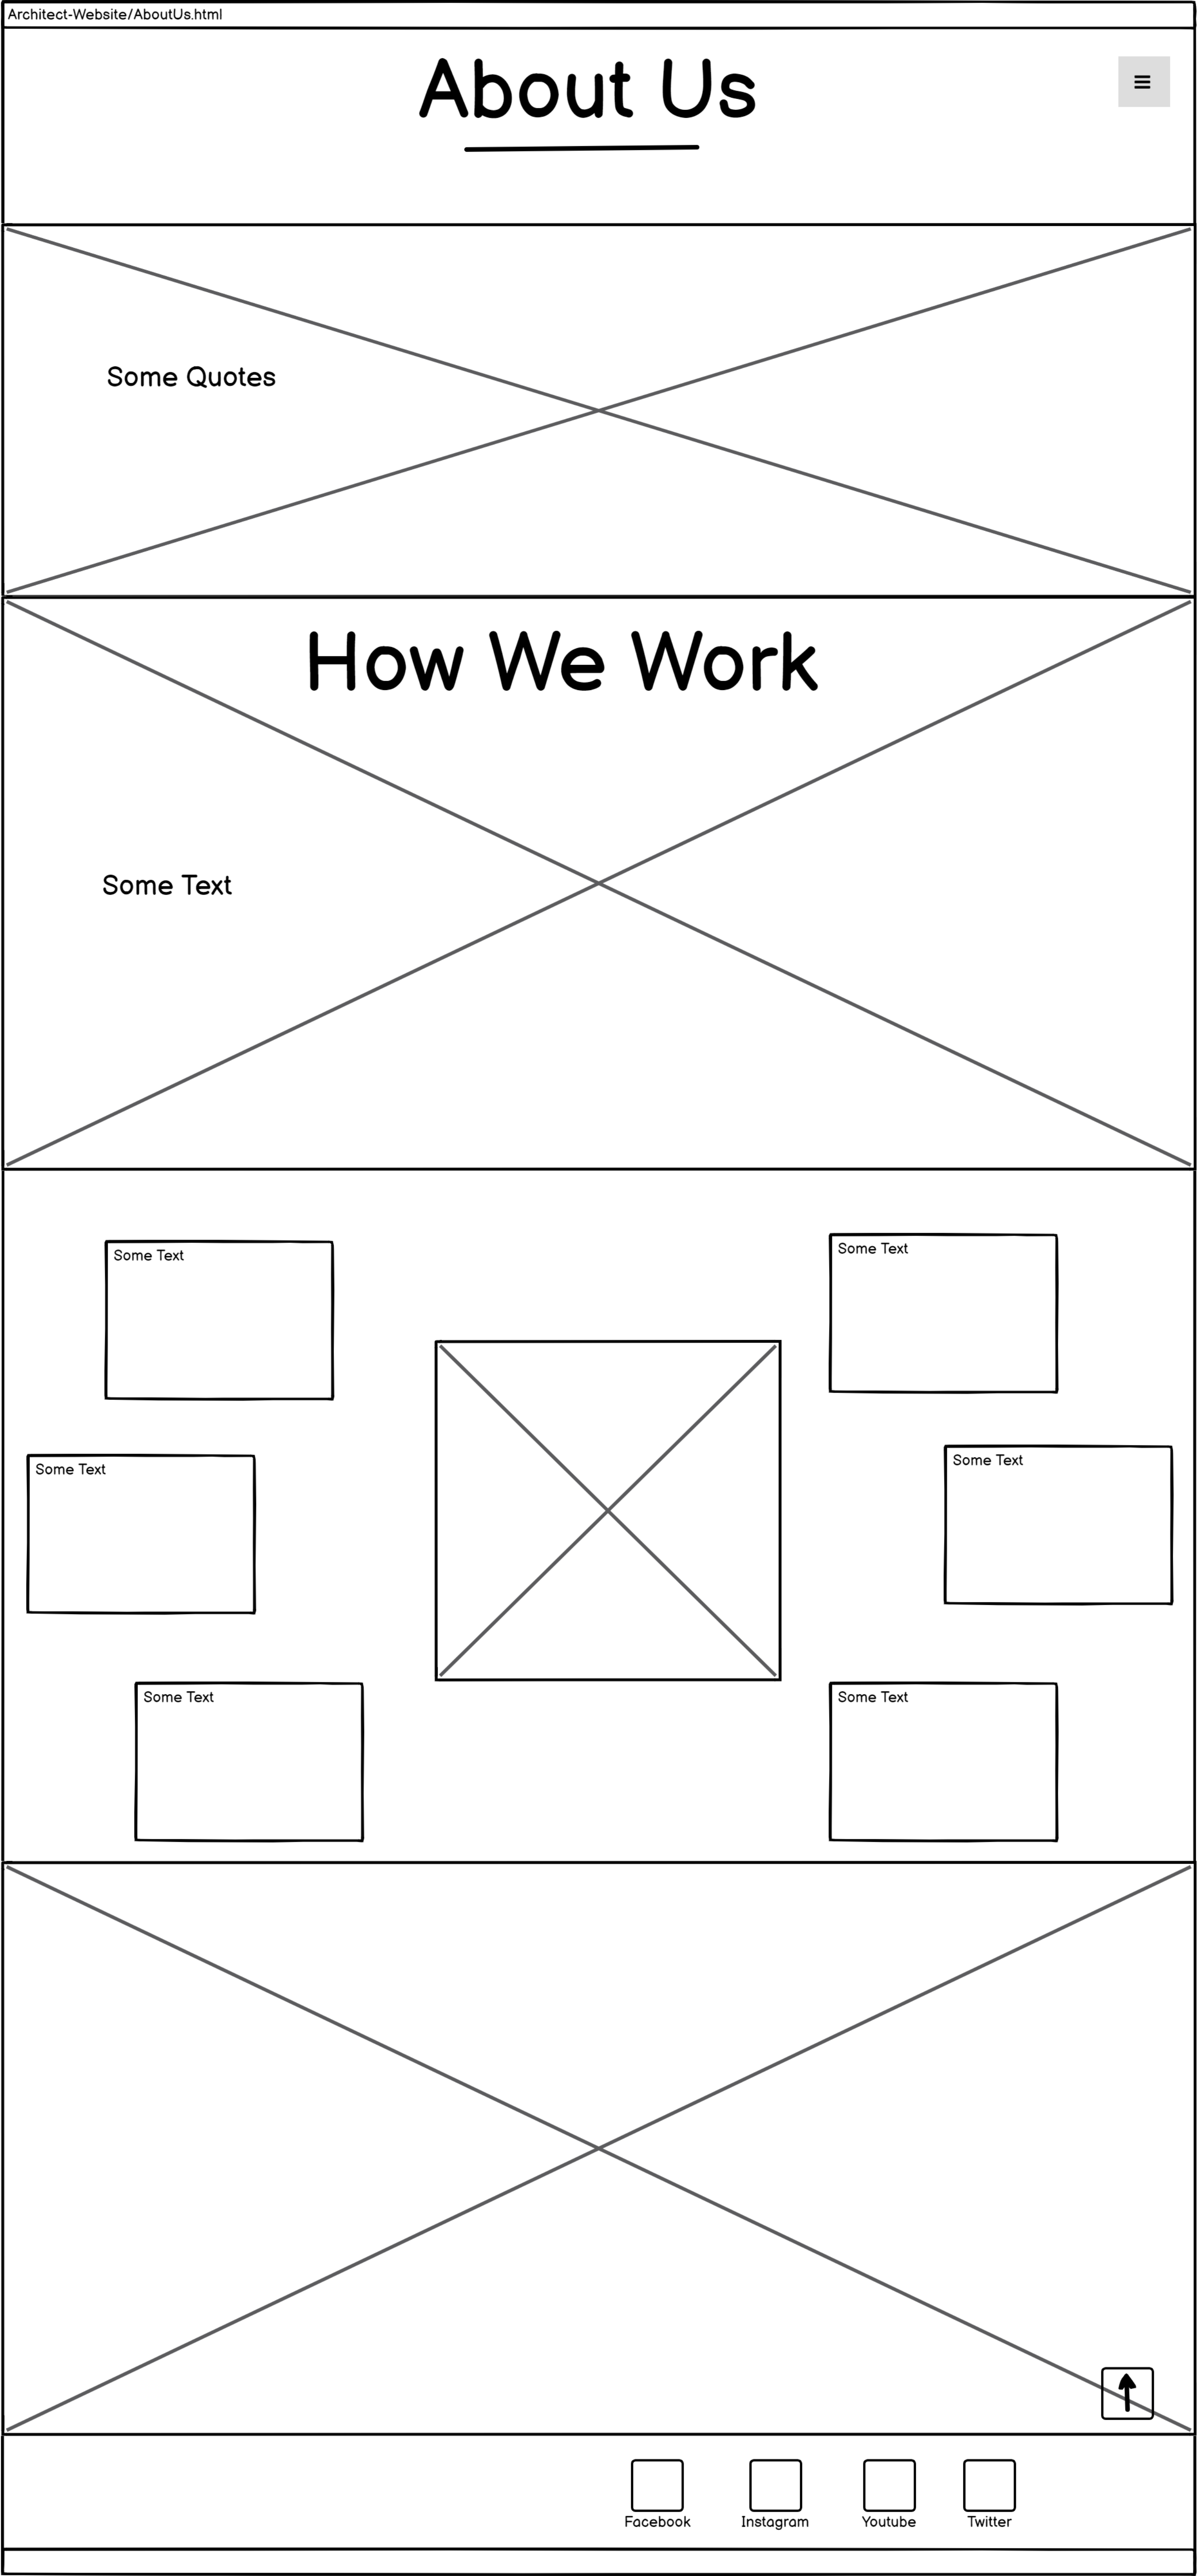 Architect-Website/AboutUs.html
About Us
Some Quotes
How We Work
Some Text
Some Text
Some Text
Some Text
Some Text
Some Text
Some Text
Facebook
Instagram
Youtube
Twitter